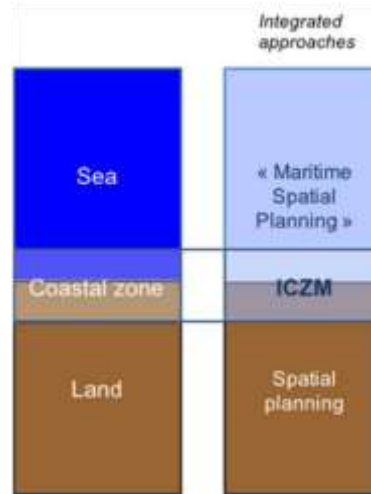 Integrated
approaches
Sea
« Maritime
Spatial
Planning »
Coastal zone
ICZM
Land
Spatial
planning